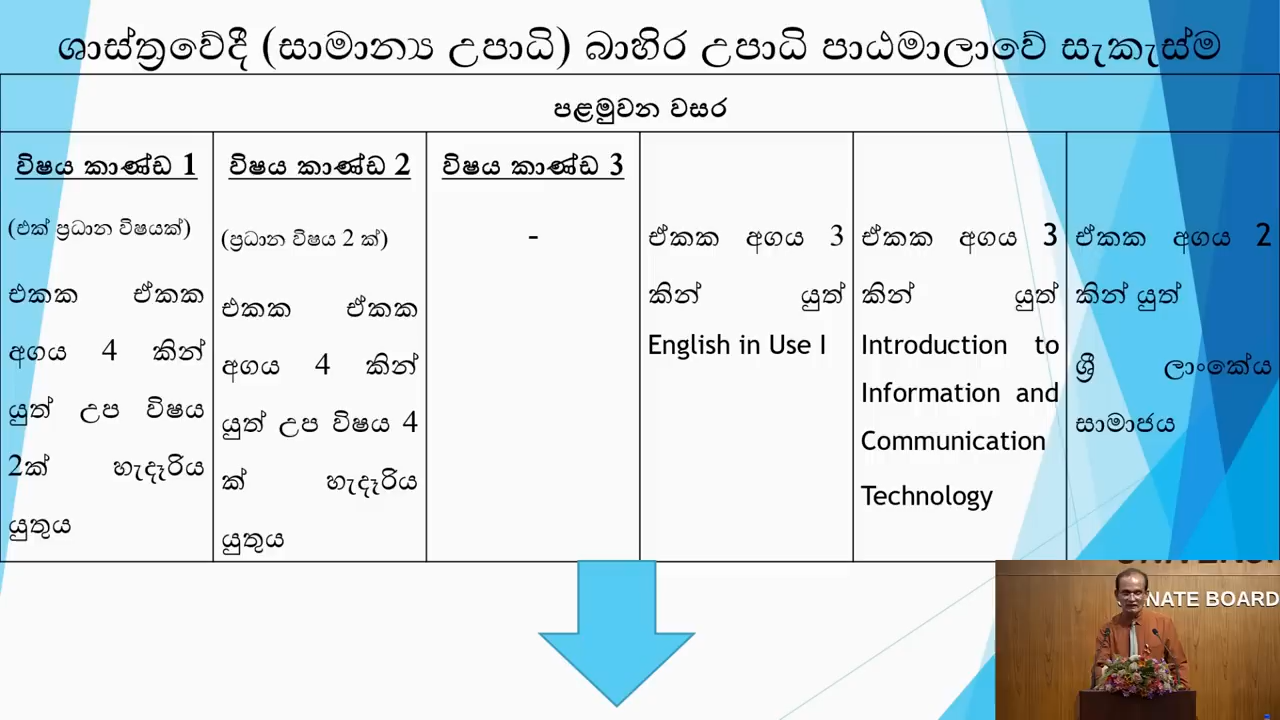 ශාස්ත්‍රවේදී (සාමාන්‍ය උපාධි) බාහිර උපාධි පාඨමාලාවේ සැකැස්ම
පළමුවන වසර
විෂය කාණ්ඩ 1
(එක් ප්‍රධාන විෂයක්)
එකක ඒකක
අගය 4 කින්
යුත් උප විෂය
2ක් හැදෑරිය
යුතුය
විෂය කාණ්ඩ 2
(ප්‍රධාන විෂය 2 ක්)
එකක ඒකක
අගය 4 කින්
යුත් උප විෂය 4
ක් හැදෑරිය
යුතුය
විෂය කාණ්ඩ 3
-
ඒකක අගය 3
කින් යුත්
English in Use I
ඒකක අගය 3
කින් යුත්
Introduction to
Information and
Communication
Technology
ඒකක අගය 2
කින් යුත්
ශ්‍රී ලාංකේය
සාමාජය
NATE BOARD